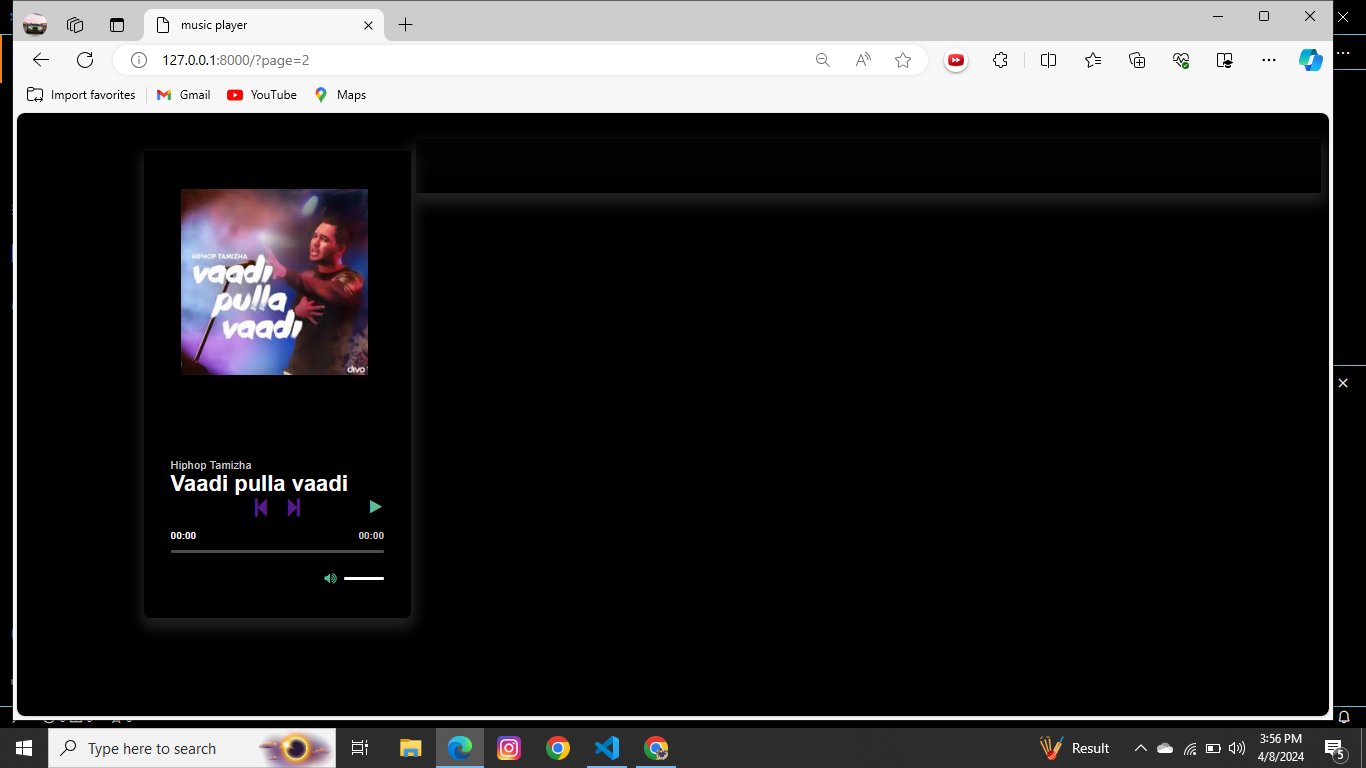 music player
127.0.0.1:8000/?page=2
Import favorites
Gmail
YouTube
Maps
HIPHOP TAMIZHA
vaadi
pulla
vaadi
divo
Hiphop Tamizha
Vaadi pulla vaadi
00:00
00:00
Type here to search
Result
3:56 PM
4/8/2024
5